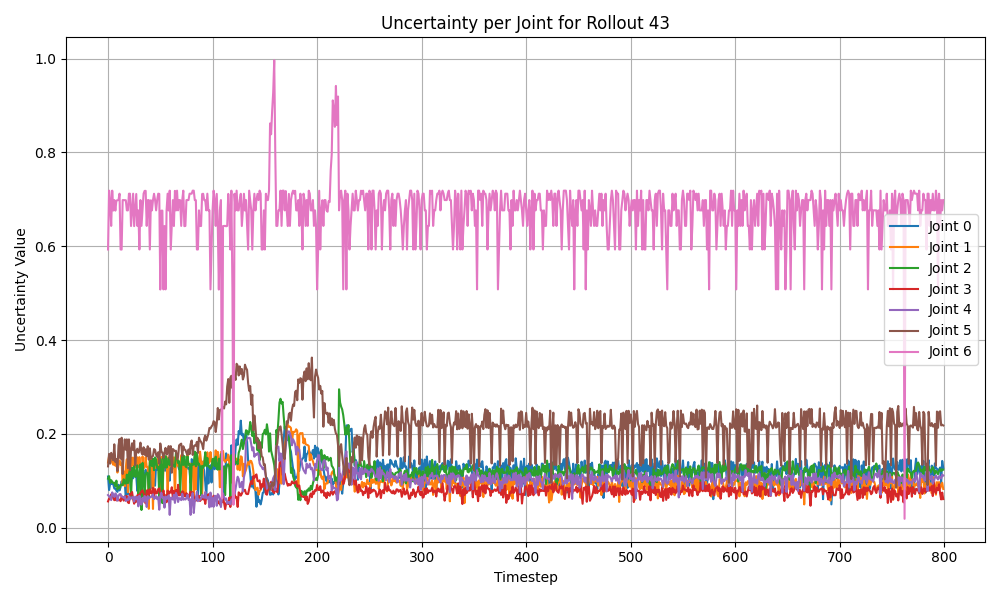 Uncertainty per Joint for Rollout 43
Uncertainty Value
1.0
0.8
0.6
0.4
0.2
0.0
Joint 0
Joint 1
Joint 2
Joint 3
Joint 4
Joint 5
Joint 6
0 100 200 300 400 500 600 700 800
Timestep